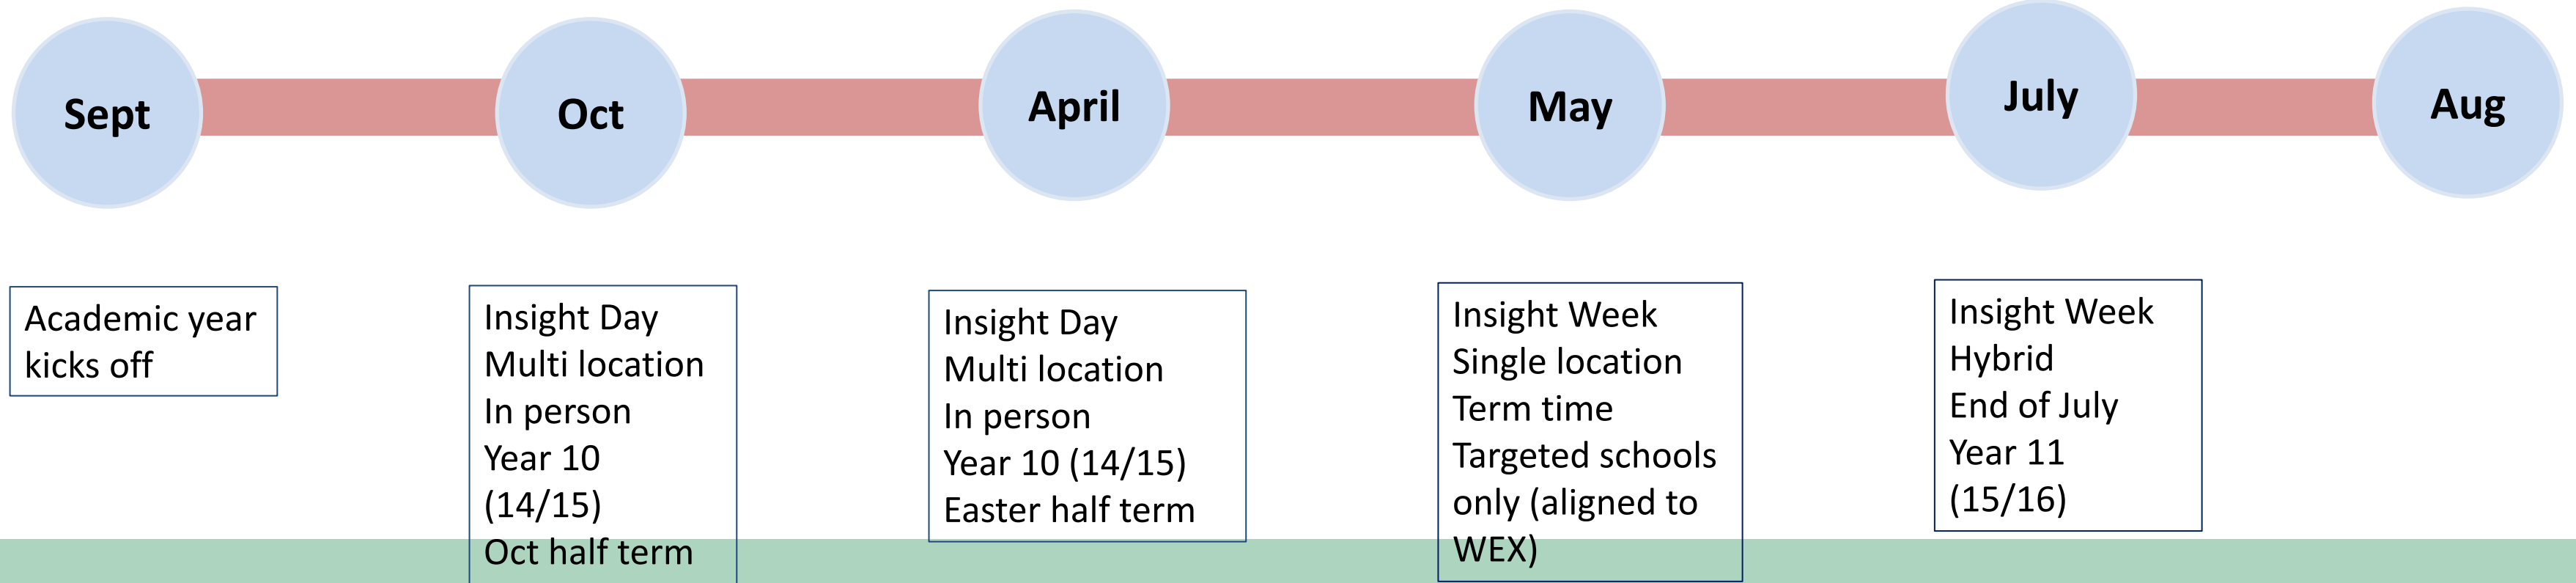 Sept
Oct
April
May
July
Aug
Academic year
kicks off
Insight Day
Multi location
In person
Year 10
(14/15)
Oct half term
Insight Day
Multi location
In person
Year 10 (14/15)
Easter half term
Insight Week
Single location
Term time
Targeted schools
only (aligned to
WEX)
Insight Week
Hybrid
End of July
Year 11
(15/16)